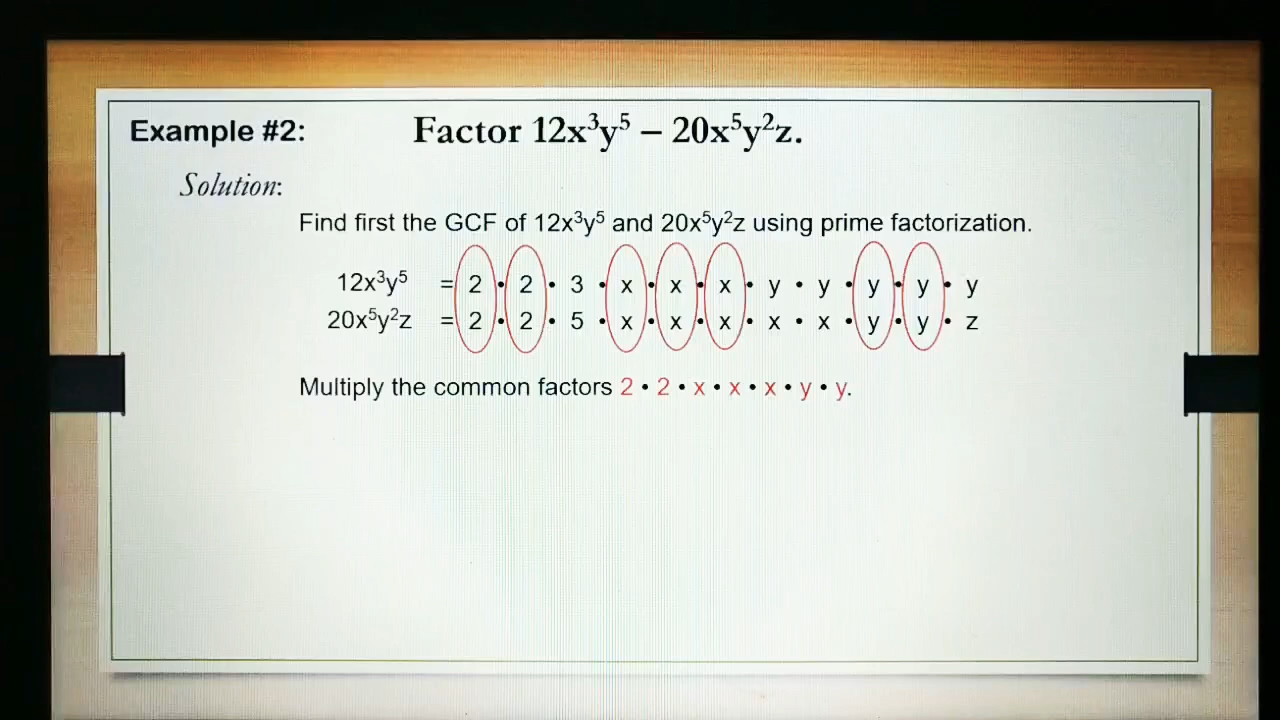 Example #2: Factor 12x³y⁵ – 20x⁵y²z.
Solution:
Find first the GCF of 12x³y⁵ and 20x⁵y²z using prime factorization.
12x³y⁵ = 2 • 2 • 3 • x • x • x • y • y • y • y • y
20x⁵y²z = 2 • 2 • 5 • x • x • x • x • x • y • y • z
Multiply the common factors 2 • 2 • x • x • x • y • y.